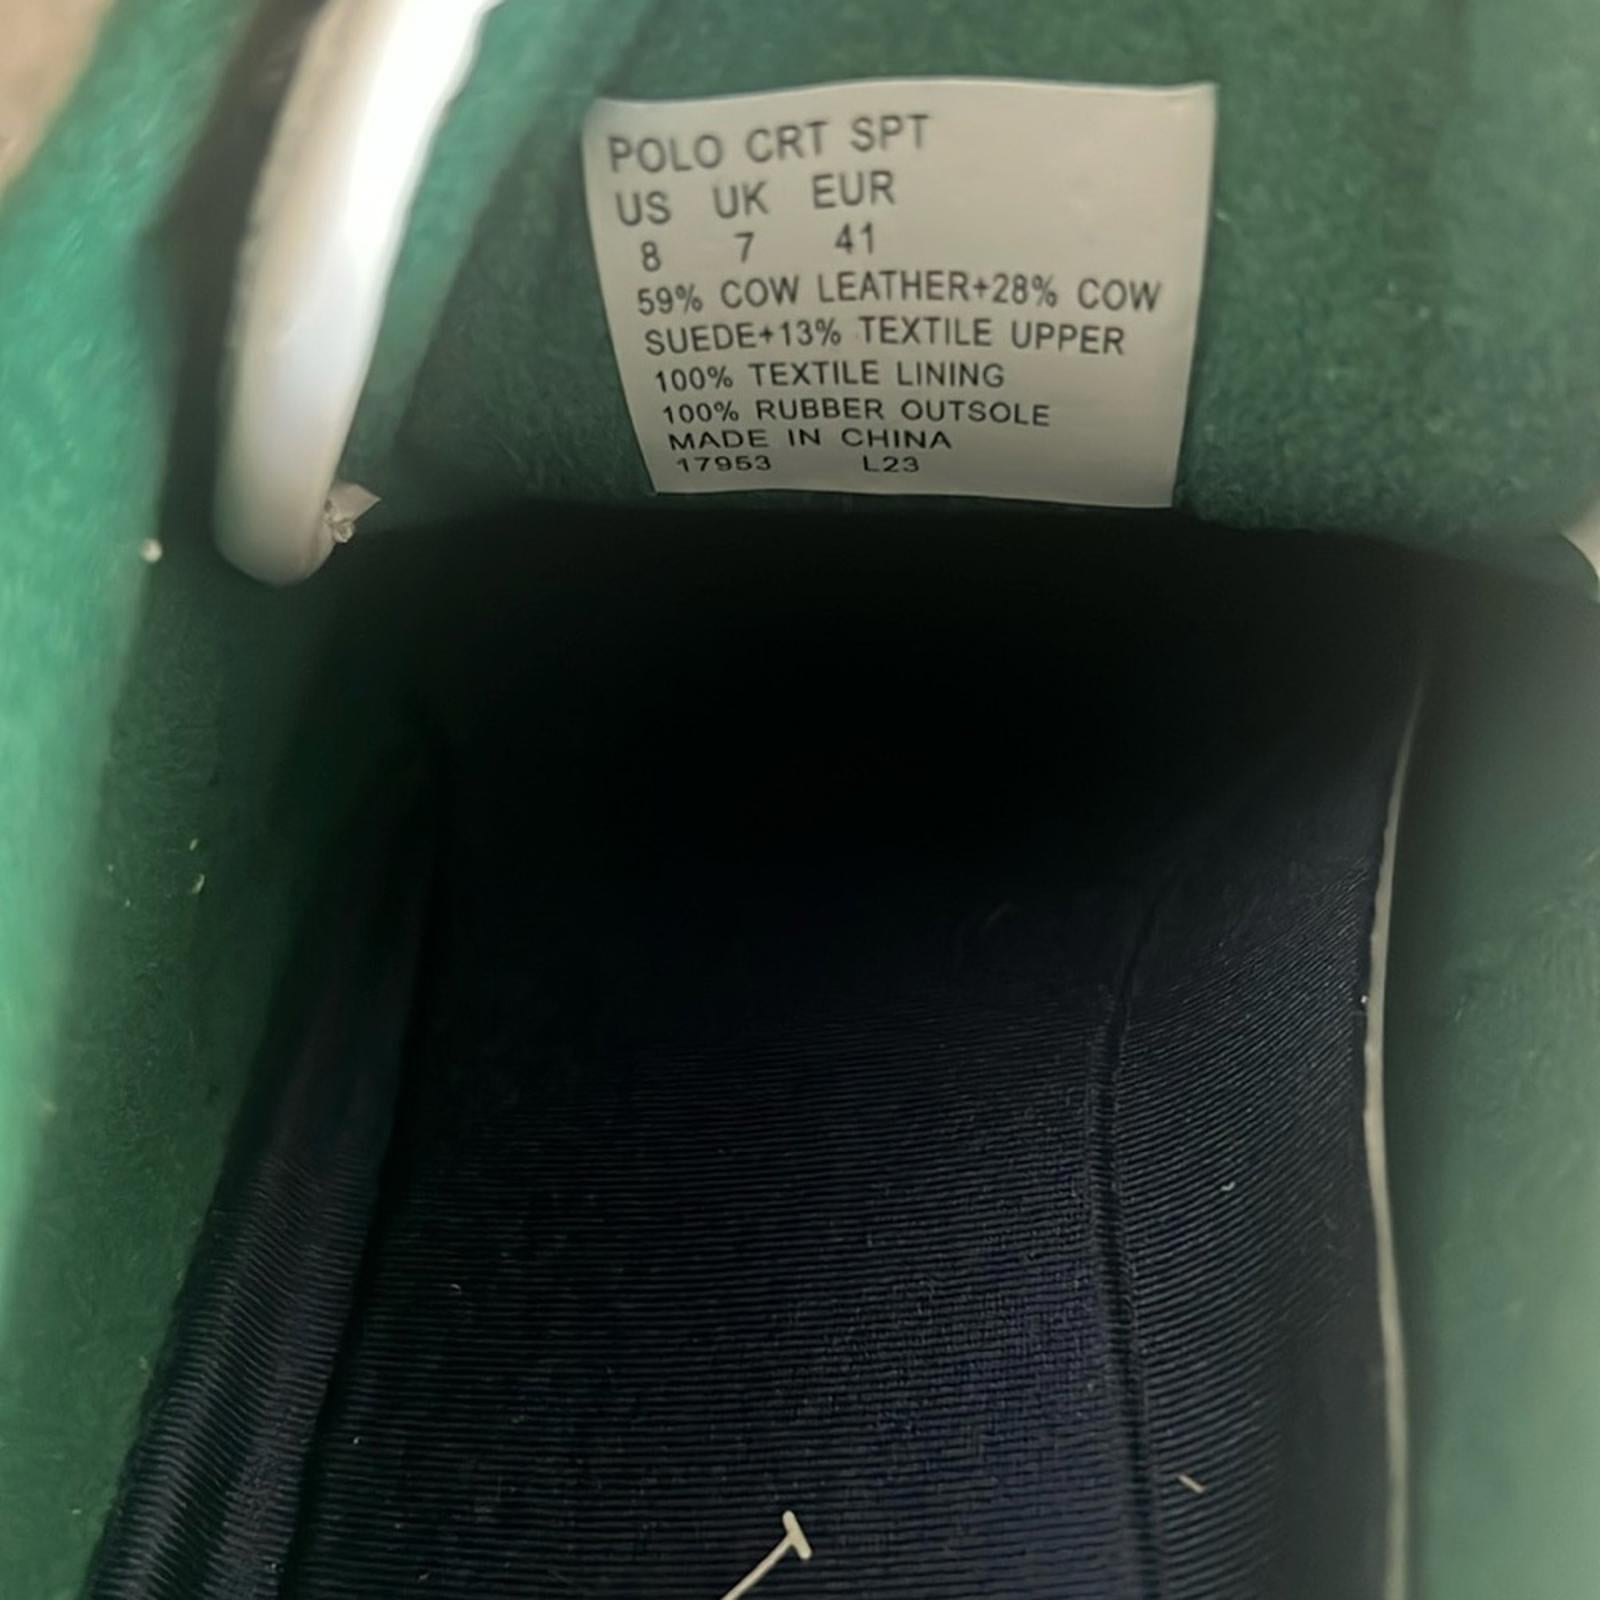 POLO CRT SPT
US UK EUR
8 7 41
59% COW LEATHER+28% COW
SUEDE+13% TEXTILE UPPER
100% TEXTILE LINING
100% RUBBER OUTSOLE
MADE IN CHINA
17953 L23